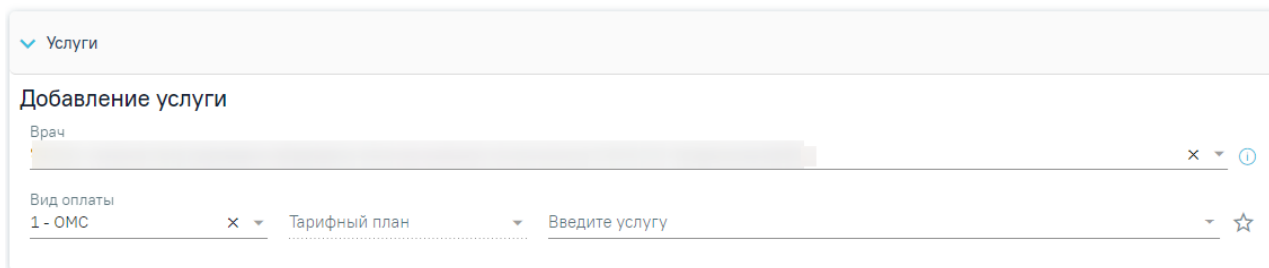 Услуги
Добавление услуги
Врач
Вид оплаты
1 - ОМС
Тарифный план
Введите услугу